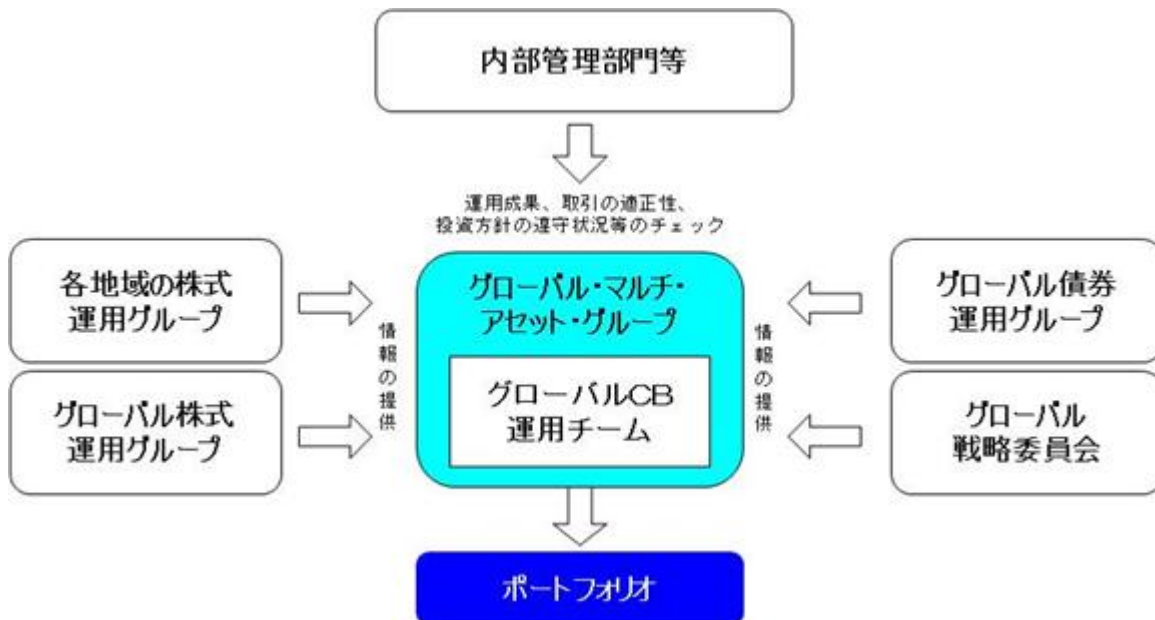 内部管理部門等
運用成果、取引の適正性、
投資方針の遵守状況等のチェック
各地域の株式
運用グループ
グローバル株式
運用グループ
情報の提供
グローバル・マルチ・
アセット・グループ
グローバルCB
運用チーム
情報の提供
グローバル債券
運用グループ
グローバル
戦略委員会
ポートフォリオ